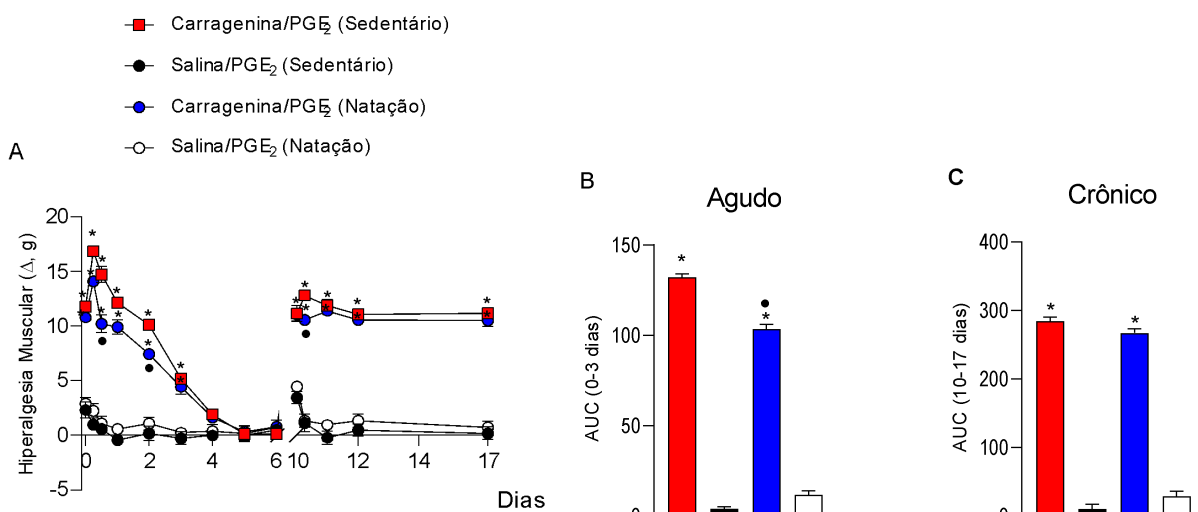 Carragenina/PGE2 (Sedentário)
Salina/PGE2 (Sedentário)
Carragenina/PGE2 (Natação)
Salina/PGE2 (Natação)
A
Hiperalgesia Muscular (Δ, g)
20
15
10
5
0
-5
0 2 4 6 10 12 14 17
Dias
B
Agudo
AUC (0-3 dias)
150
100
50
0
C
Crônico
AUC (10-17 dias)
400
300
200
100
0